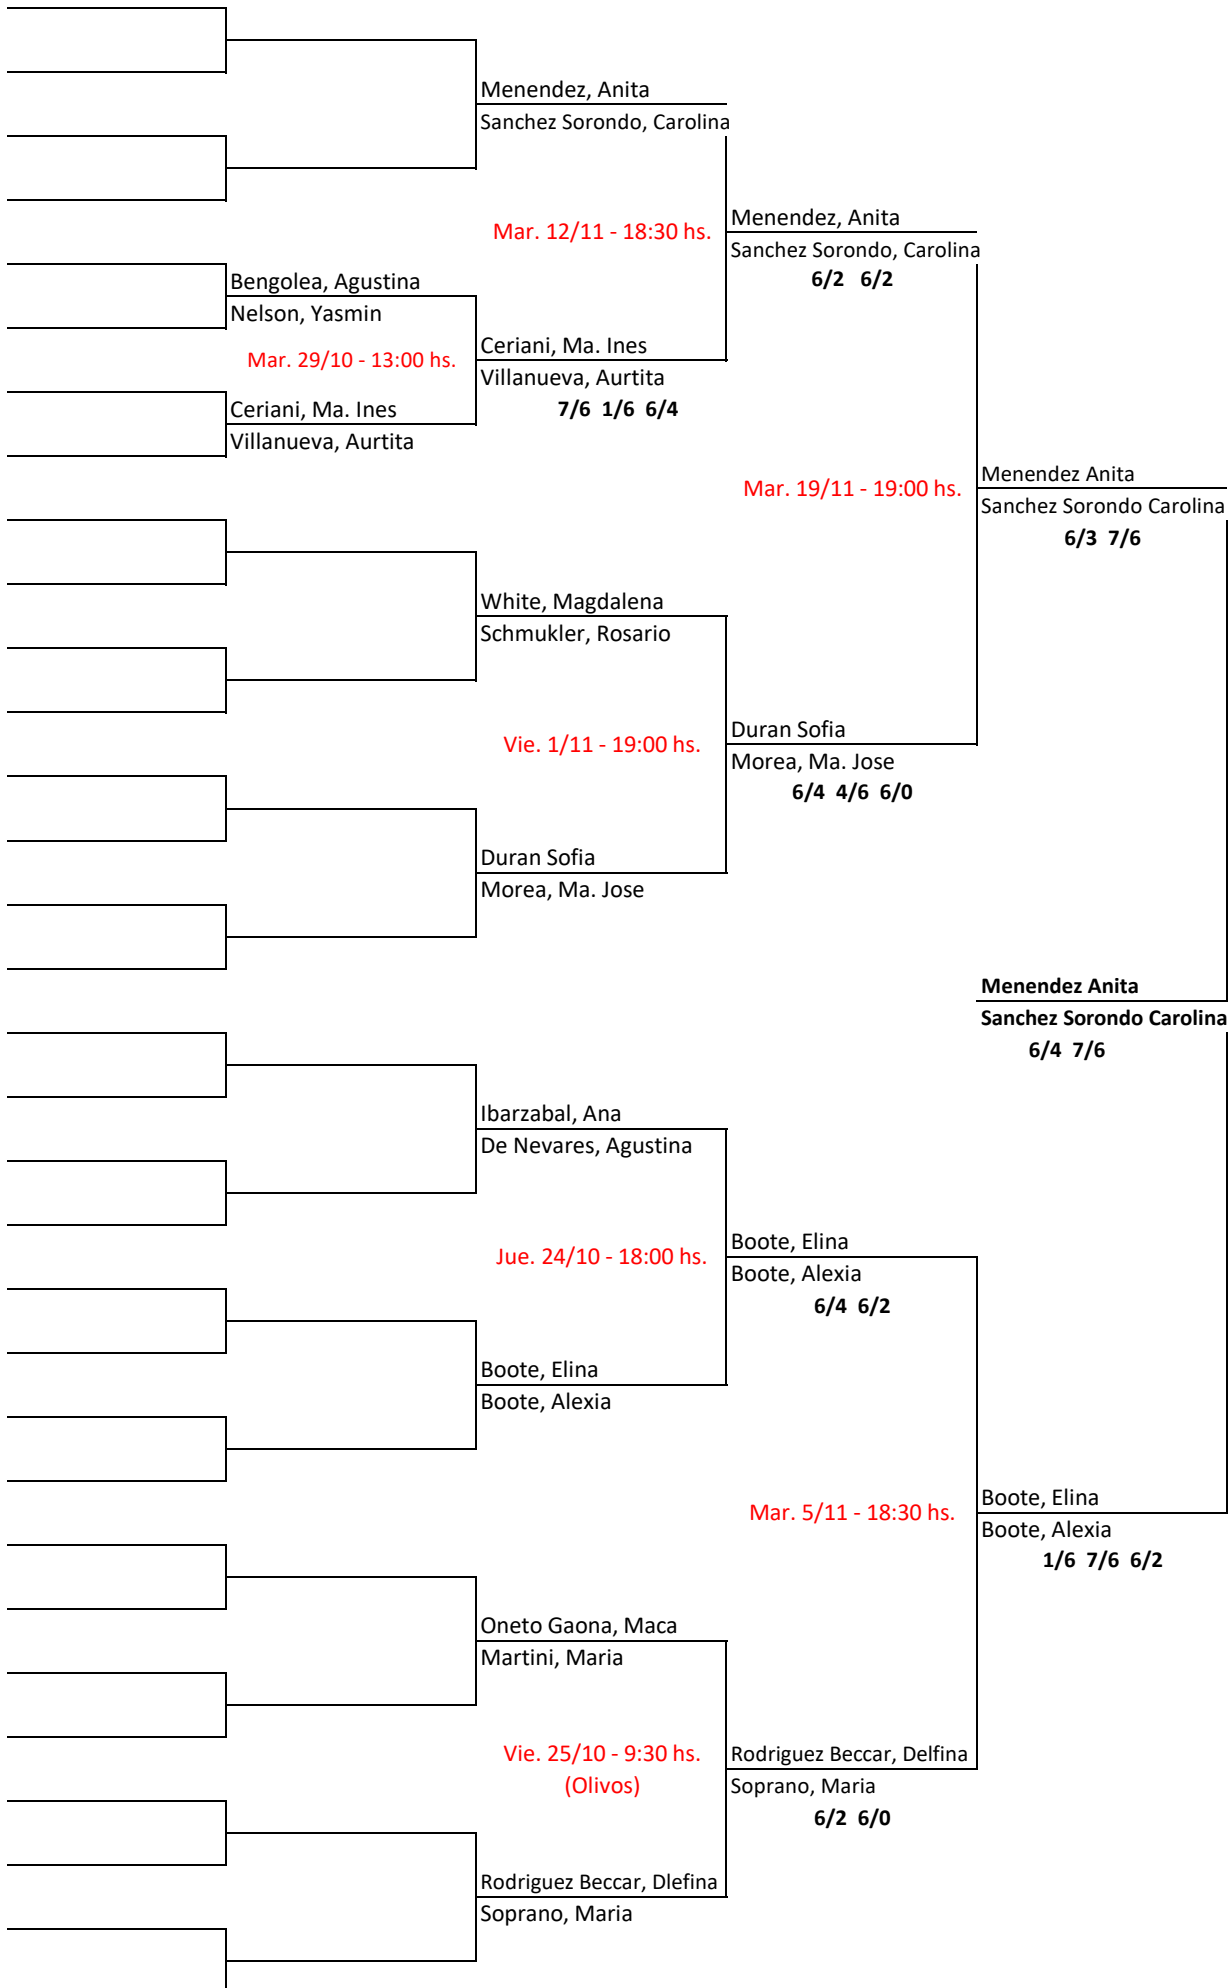 Menendez, Anita
Sanchez Sorondo, Carolina
Mar. 12/11 - 18:30 hs.
Menendez, Anita
Sanchez Sorondo, Carolina
6/2 6/2
Bengolea, Agustina
Nelson, Yasmin
Mar. 29/10 - 13:00 hs.
Ceriani, Ma. Ines
Villanueva, Aurtita
7/6 1/6 6/4
Ceriani, Ma. Ines
Villanueva, Aurtita
Mar. 19/11 - 19:00 hs.
Menendez Anita
Sanchez Sorondo Carolina
6/3 7/6
White, Magdalena
Schmukler, Rosario
Vie. 1/11 - 19:00 hs.
Duran Sofia
Morea, Ma. Jose
6/4 4/6 6/0
Duran Sofia
Morea, Ma. Jose
Menendez Anita
Sanchez Sorondo Carolina
6/4 7/6
Ibarzabal, Ana
De Nevares, Agustina
Jue. 24/10 - 18:00 hs.
Boote, Elina
Boote, Alexia
6/4 6/2
Boote, Elina
Boote, Alexia
Mar. 5/11 - 18:30 hs.
Boote, Elina
Boote, Alexia
1/6 7/6 6/2
Oneto Gaona, Maca
Martini, Maria
Vie. 25/10 - 9:30 hs.
(Olivos)
Rodriguez Beccar, Delfina
Soprano, Maria
6/2 6/0
Rodriguez Beccar, Dlefina
Soprano, Maria